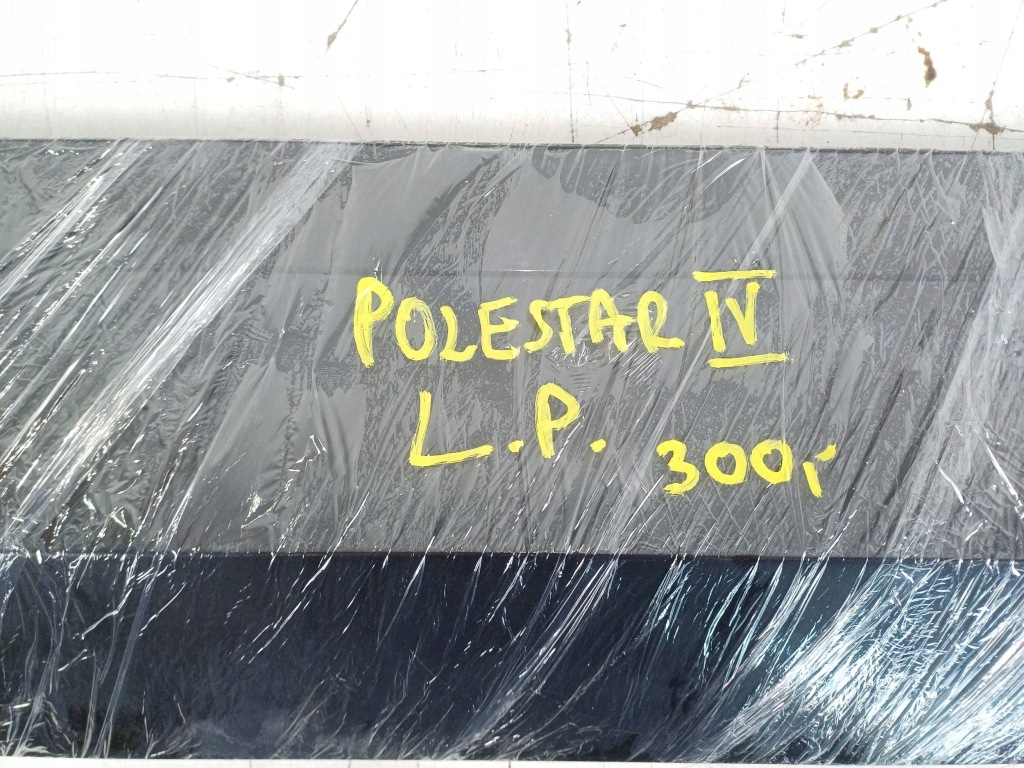 POLESTAR IV
L.P.
300,-